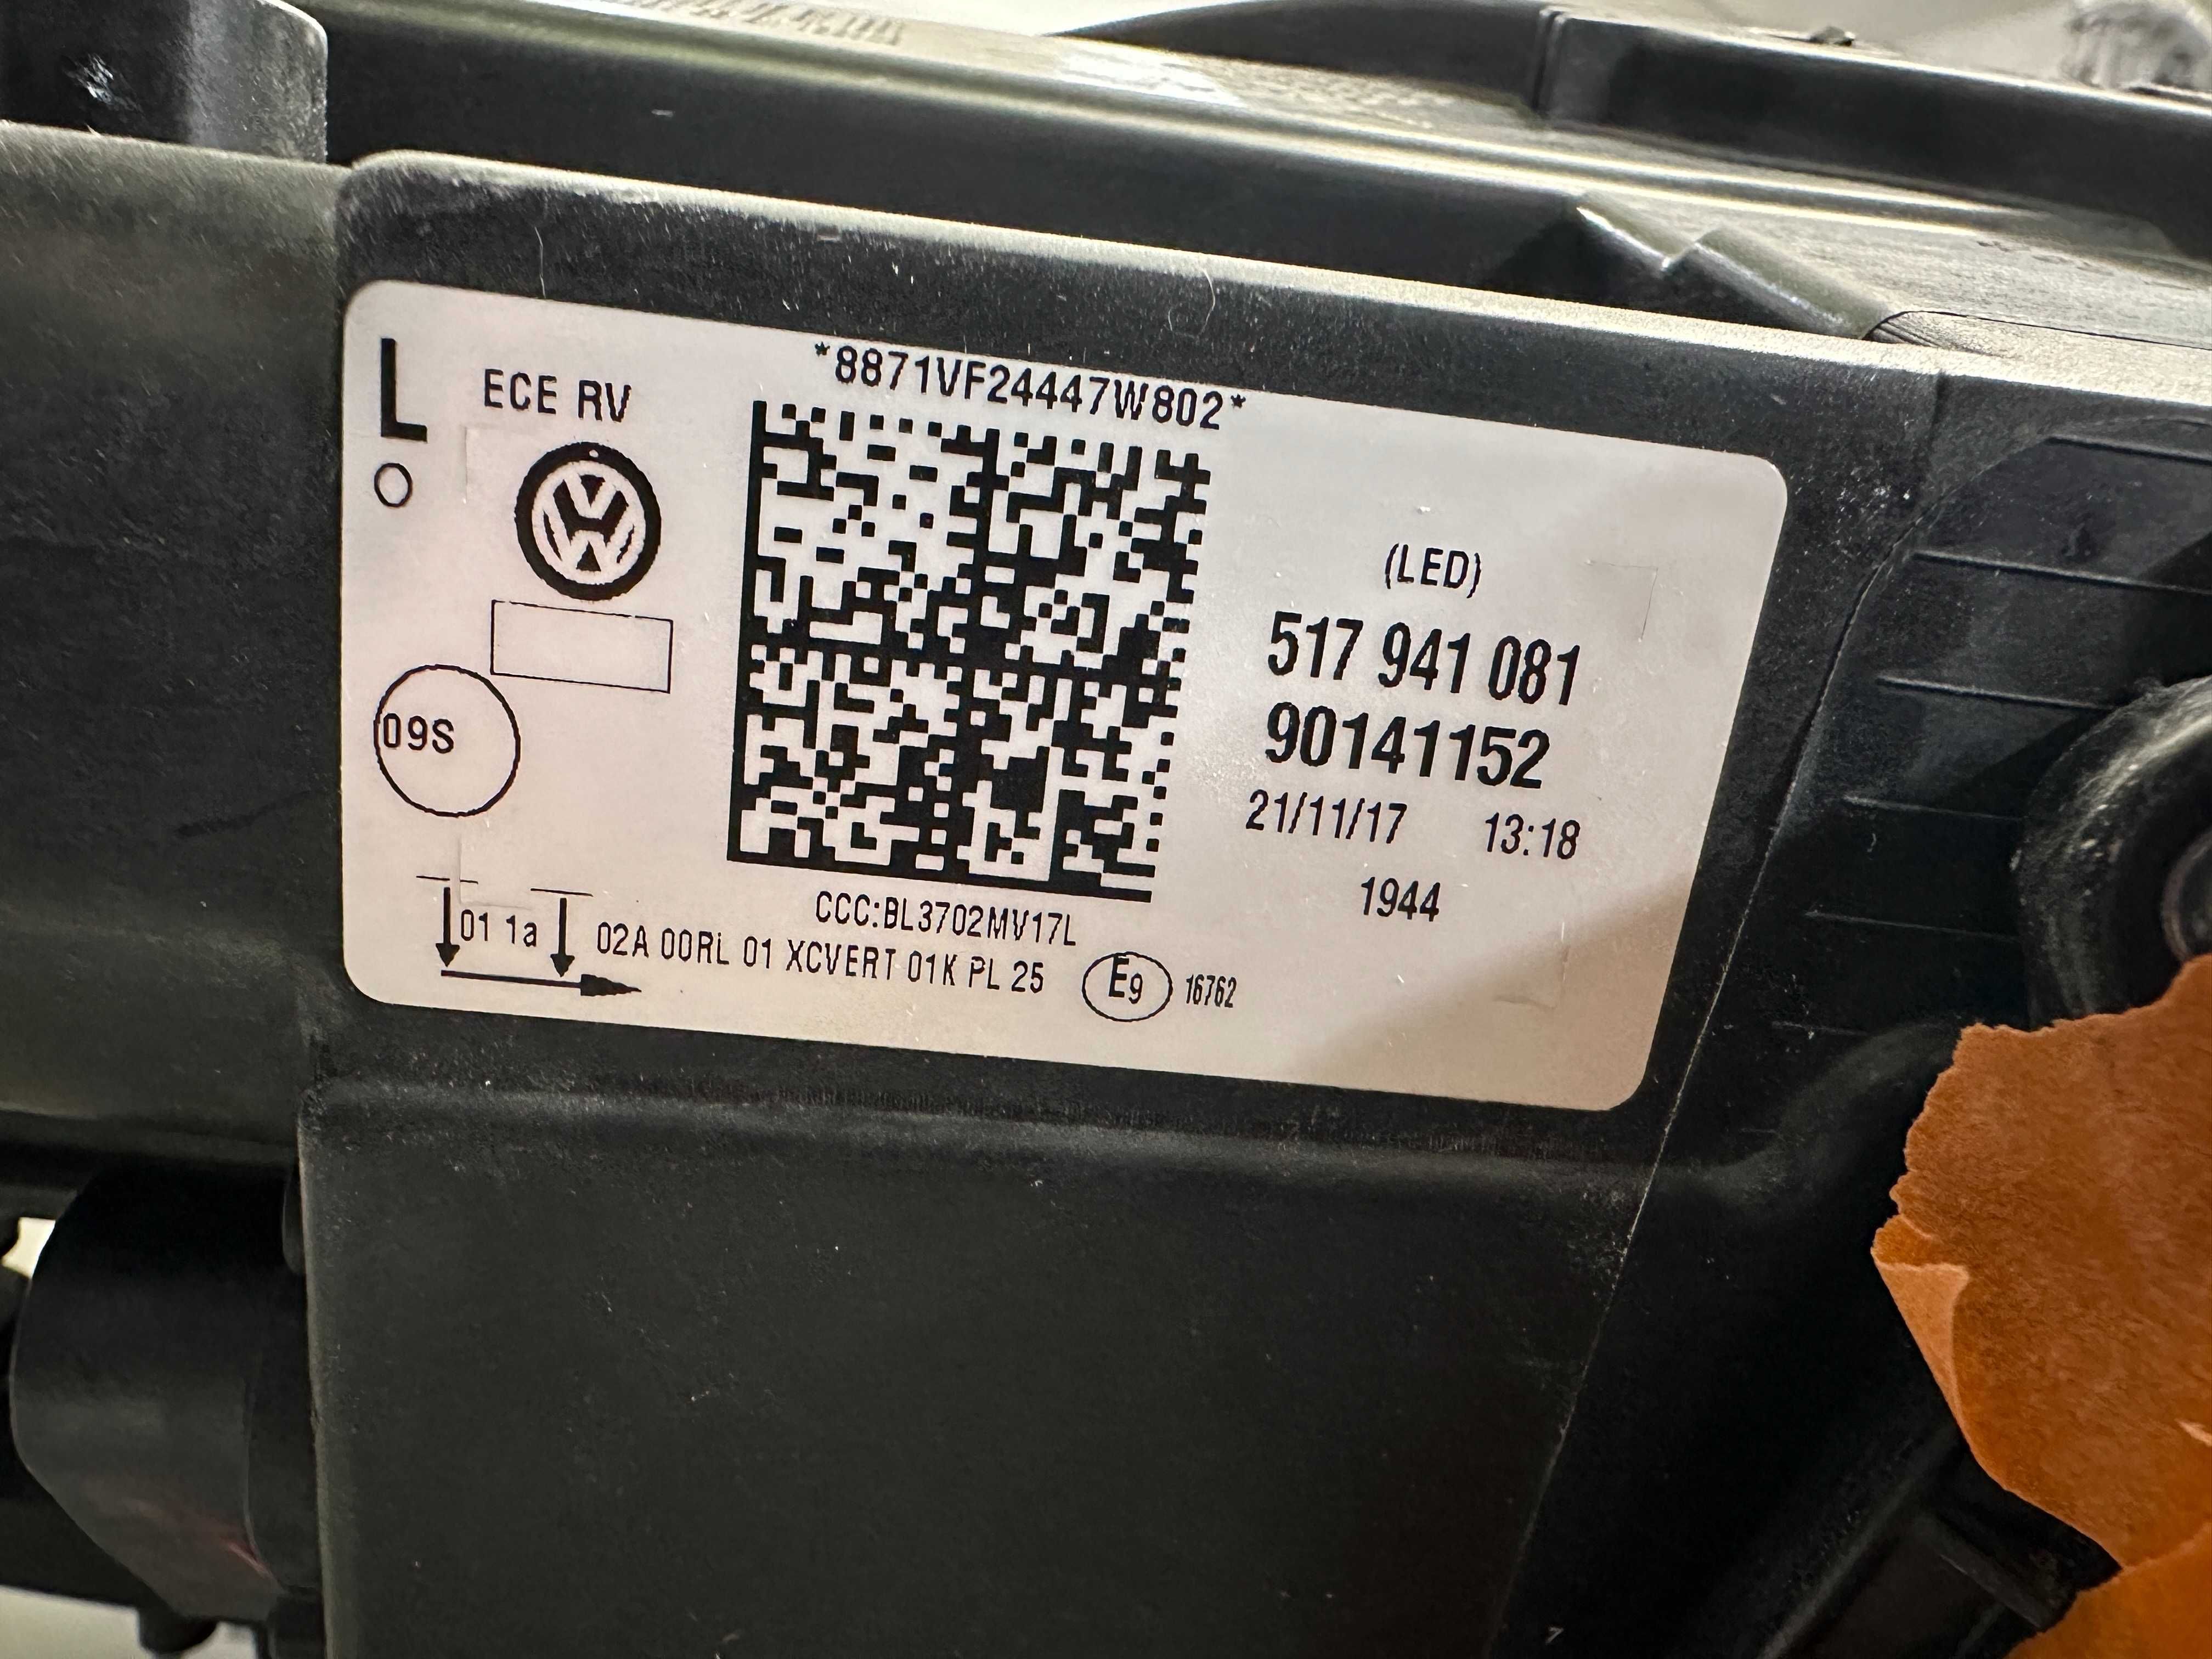 L
ECE RV
*8871VF24447W802*
(LED)
517 941 081
90141152
21/11/17 13:18
1944
09S
CCC:BL3702MV17L
01 1a 02A 00RL 01 XCVERT 01K PL 25 E9 16762